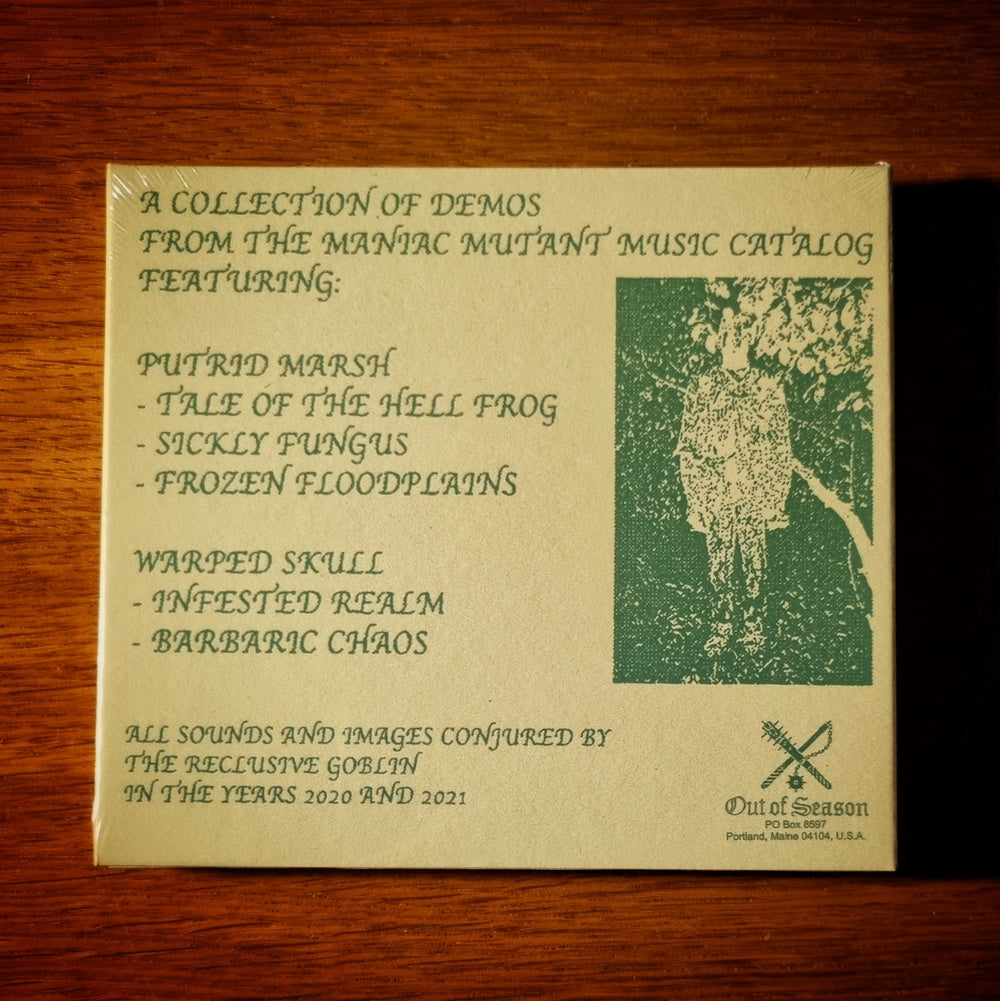 A COLLECTION OF DEMOS
FROM THE MANIAC MUTANT MUSIC CATALOG
FEATURING:
PUTRID MARSH
- TALE OF THE HELL FROG
- SICKLY FUNGUS
- FROZEN FLOODPLAINS
WARPED SKULL
- INFESTED REALM
- BARBARIC CHAOS
ALL SOUNDS AND IMAGES CONJURED BY
THE RECLUSIVE GOBLIN
IN THE YEARS 2020 AND 2021
Out of Season
PO Box 8597
Portland, Maine 04104, U.S.A.